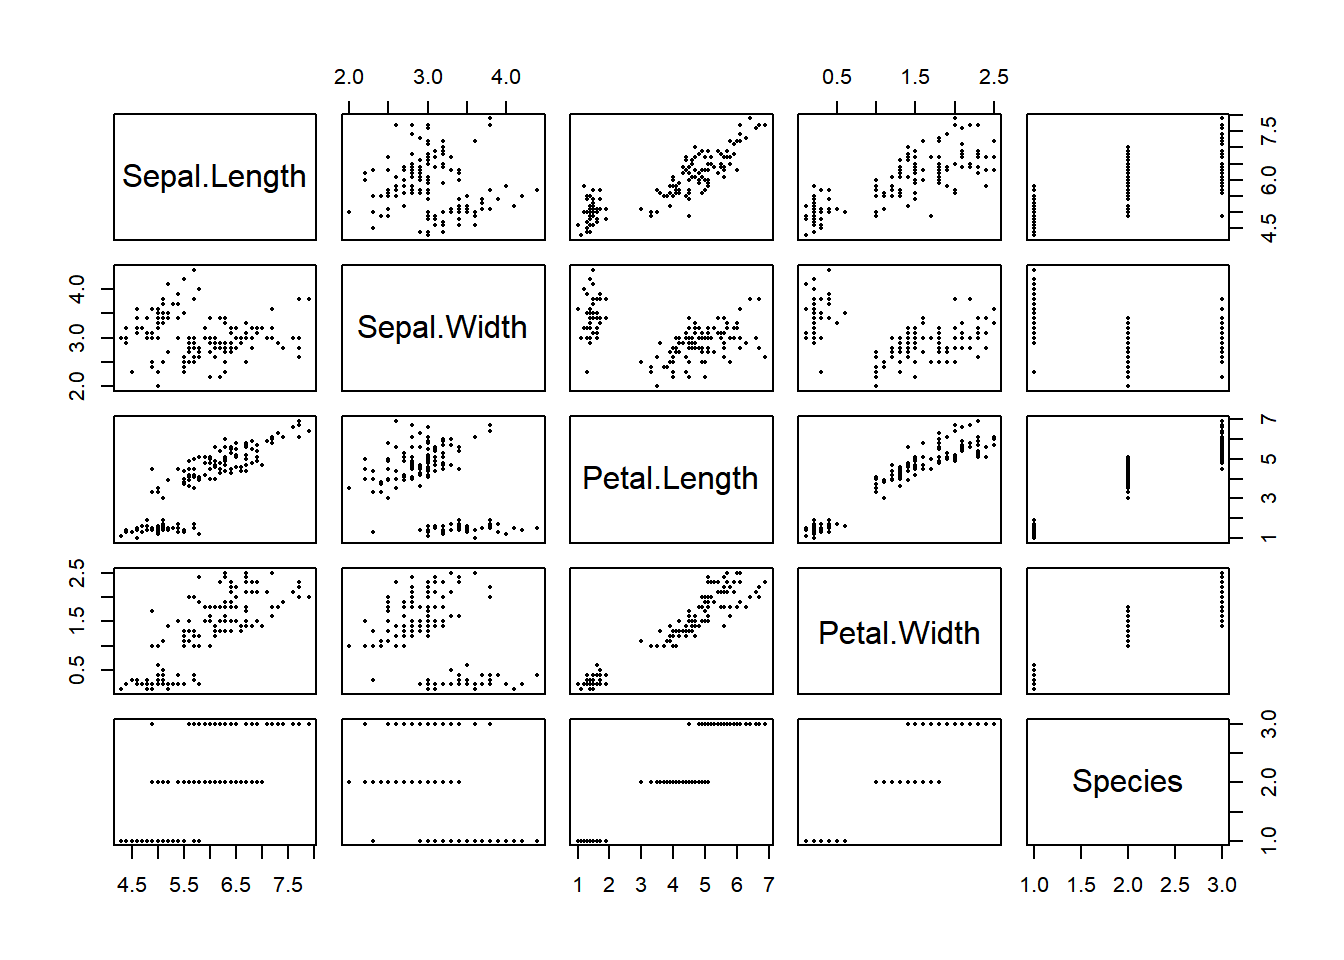 2.0 3.0 4.0 0.5 1.5 2.5
Sepal.Length 4.5 6.0 7.5
2.0 3.0 4.0 Sepal.Width
Petal.Length 1 3 5 7
0.5 1.5 2.5 Petal.Width
Species 1.0 2.0 3.0
4.5 5.5 6.5 7.5 1 2 3 4 5 6 7 1.0 1.5 2.0 2.5 3.0